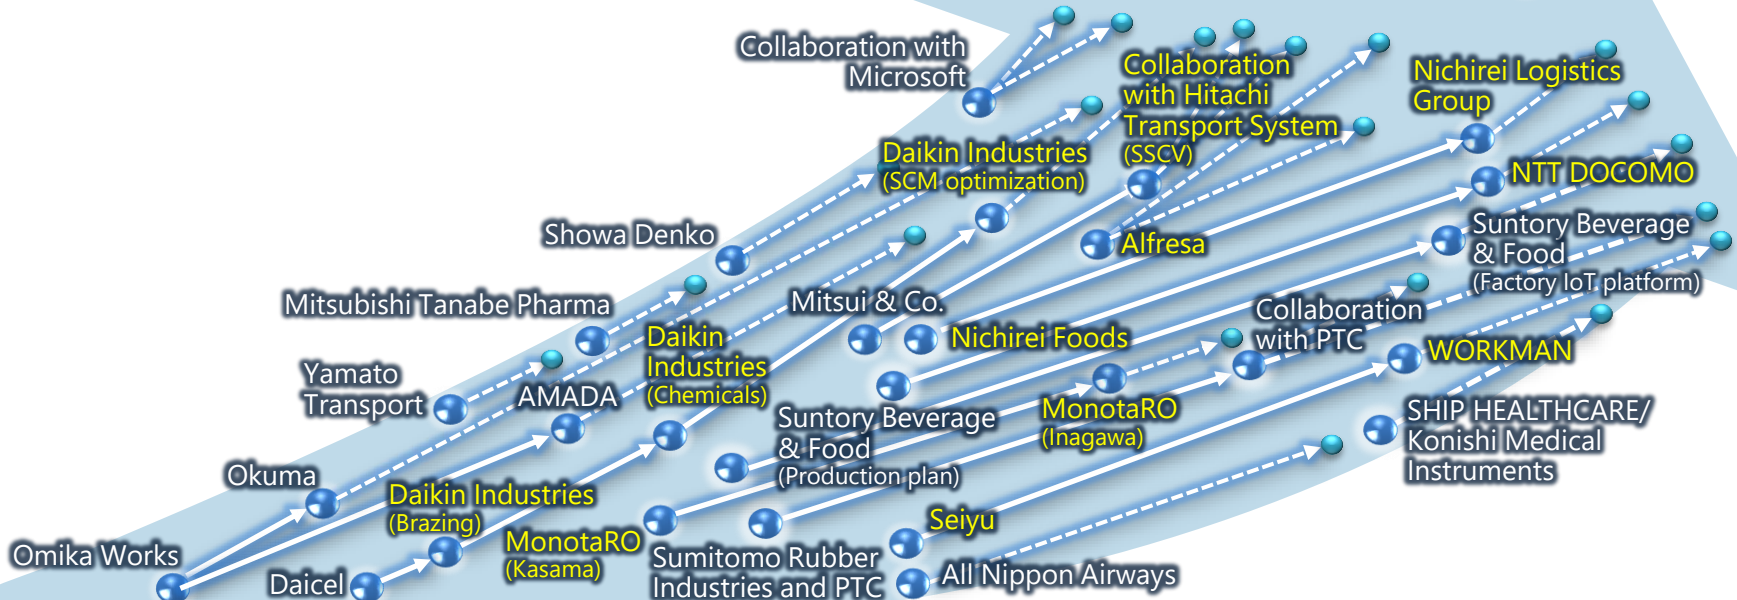 Collaboration with
Microsoft
Collaboration
with Hitachi
Transport System
(SSCV)
Nichirei Logistics
Group
Daikin Industries
(SCM optimization)
NTT DOCOMO
Showa Denko
Alfresa
Suntory Beverage
& Food
(Factory IoT platform)
Mitsubishi Tanabe Pharma
Mitsui & Co.
Collaboration
with PTC
Daikin
Industries
(Chemicals)
Nichirei Foods
WORKMAN
Yamato
Transport
AMADA
Suntory Beverage
& Food
(Production plan)
MonotaRO
(Inagawa)
SHIP HEALTHCARE/
Konishi Medical
Instruments
Okuma
Daikin Industries
(Brazing)
MonotaRO
(Kasama)
Seiyu
Omika Works
Daicel
Sumitomo Rubber
Industries and PTC
All Nippon Airways